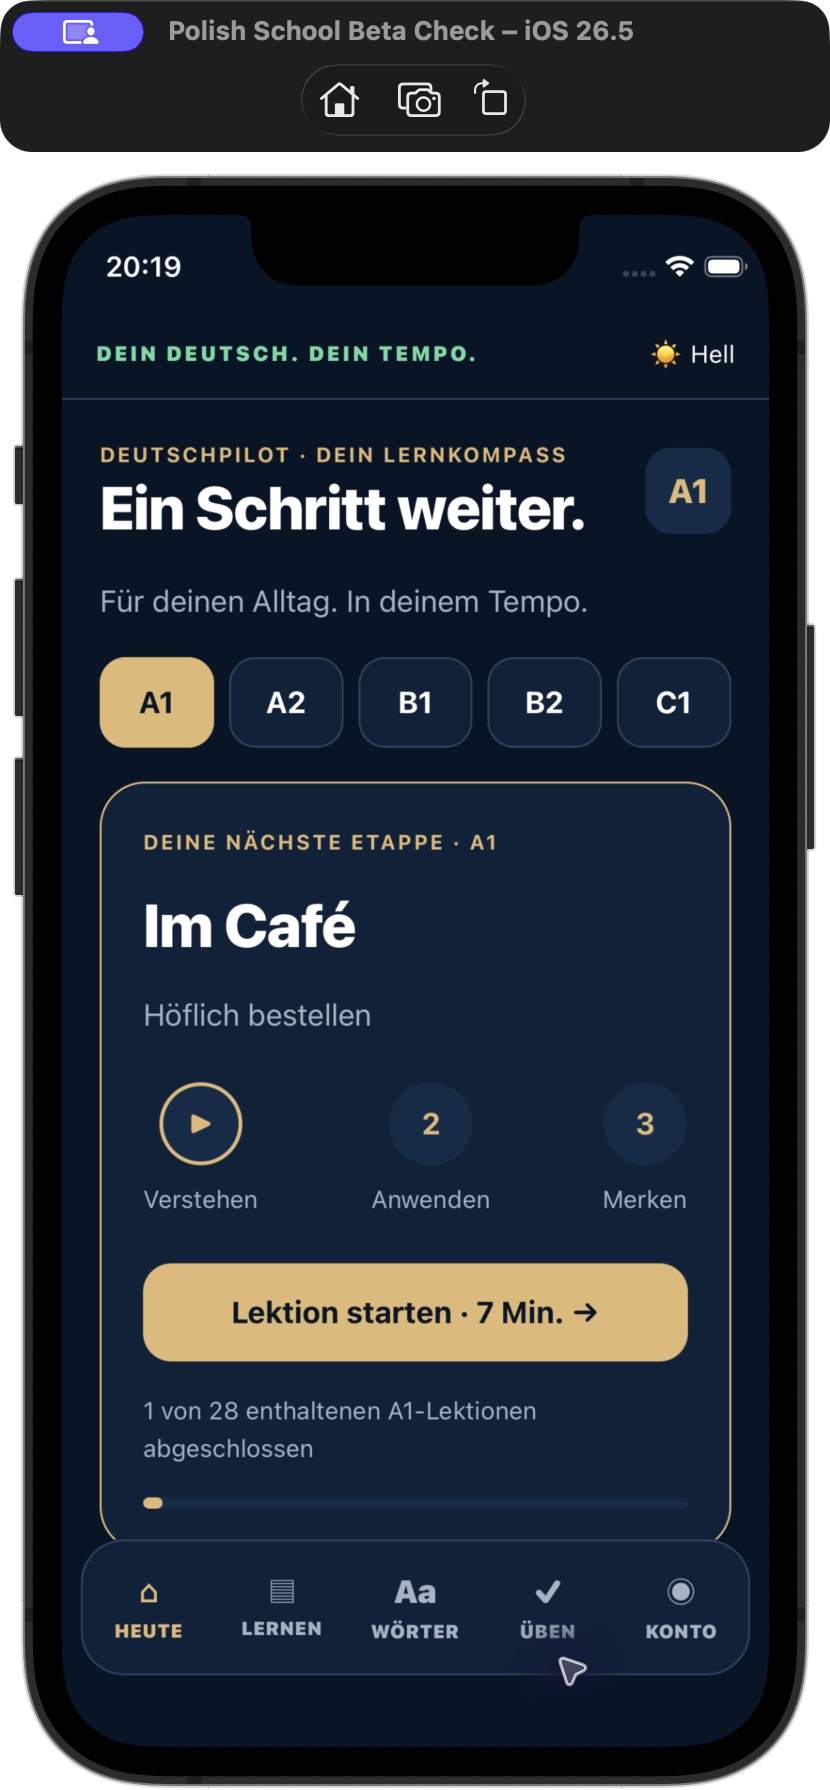 Polish School Beta Check – iOS 26.5
20:19
DEIN DEUTSCH. DEIN TEMPO.
Hell
DEUTSCHPILOT · DEIN LERNKOMPASS
Ein Schritt weiter.
A1
Für deinen Alltag. In deinem Tempo.
A1
A2
B1
B2
C1
DEINE NÄCHSTE ETAPPE · A1
Im Café
Höflich bestellen
2
3
Verstehen
Anwenden
Merken
Lektion starten · 7 Min. →
1 von 28 enthaltenen A1-Lektionen
abgeschlossen
Aa
HEUTE
LERNEN
WÖRTER
ÜBEN
KONTO